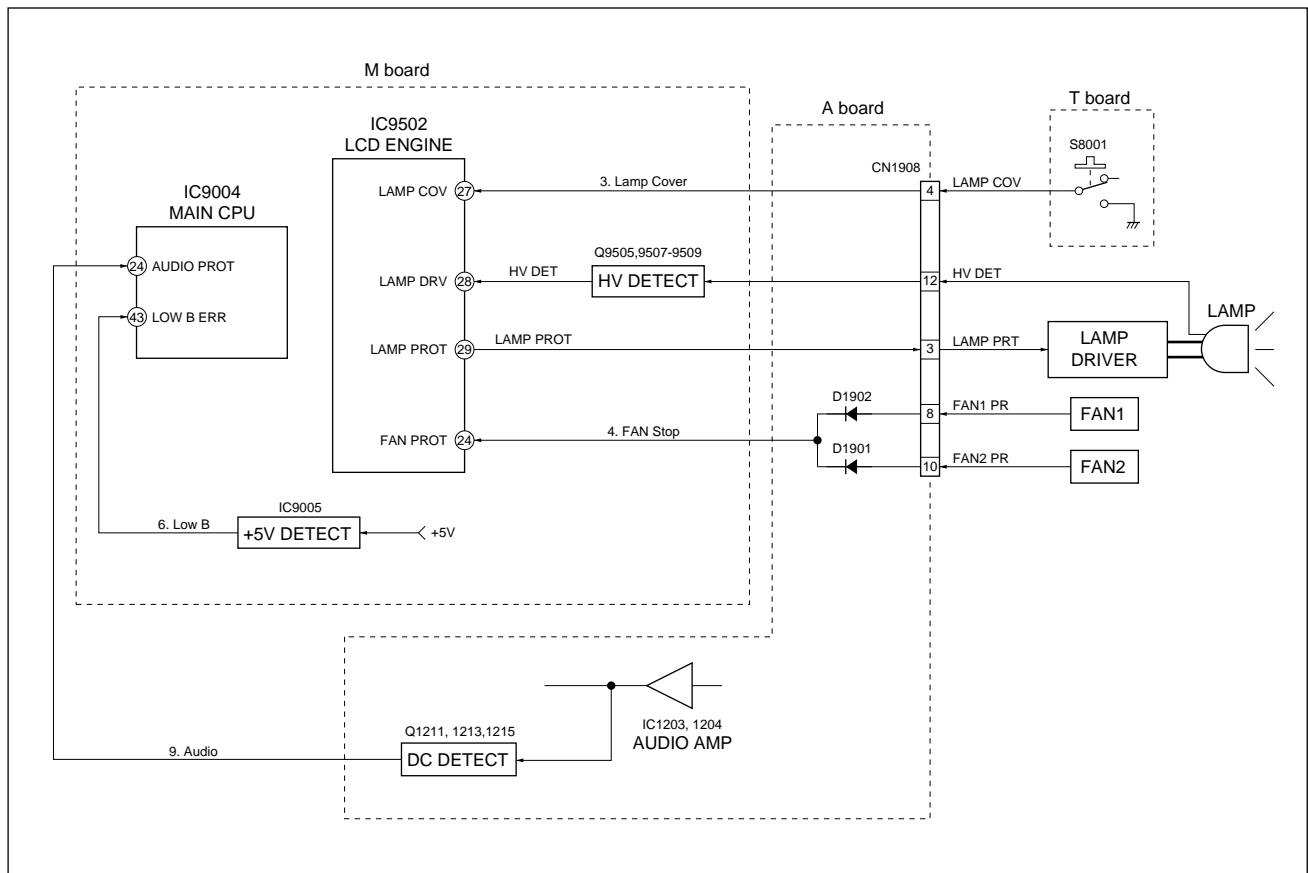 M board
A board
T board
IC9502
LCD ENGINE
S8001
CN1908
IC9004
MAIN CPU
LAMP COV
27
3. Lamp Cover
4
LAMP COV
Q9505,9507-9509
24
AUDIO PROT
LAMP DRV
28
HV DET
HV DETECT
12
HV DET
43
LOW B ERR
LAMP
LAMP PROT
29
LAMP PROT
3
LAMP PRT
LAMP
DRIVER
D1902
8
FAN1 PR
FAN1
FAN PROT
24
4. FAN Stop
D1901
10
FAN2 PR
FAN2
IC9005
6. Low B
+5V DETECT
+5V
IC1203, 1204
AUDIO AMP
Q1211, 1213,1215
9. Audio
DC DETECT